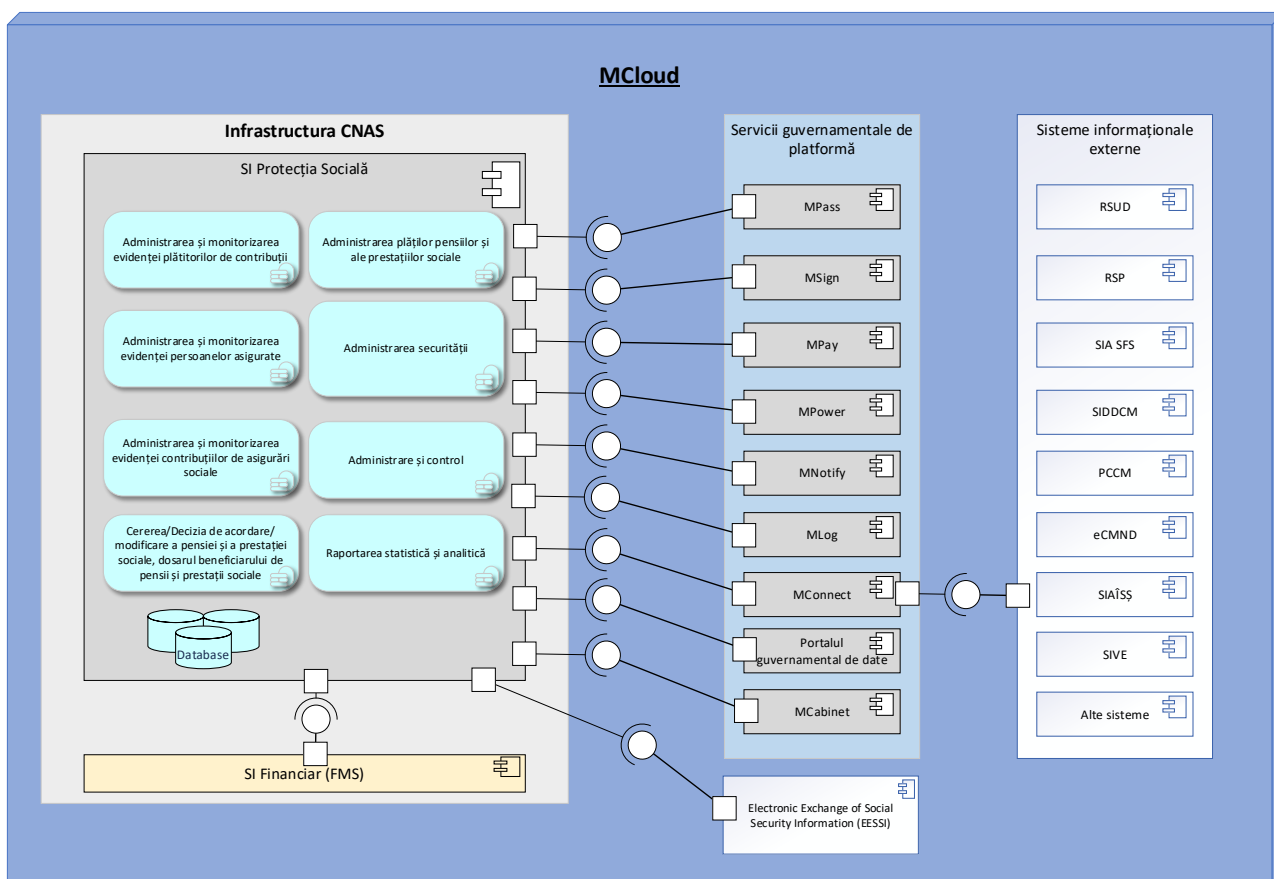 MCloud
Infrastructura CNAS
SI Protecția Socială
Administrarea și monitorizarea
evidenței plătitorilor de contribuții
Administrarea plăților pensiilor și
ale prestațiilor sociale
Administrarea și monitorizarea
evidenței persoanelor asigurate
Administrarea securității
Administrarea și monitorizarea
evidenței contribuțiilor de asigurări
sociale
Administrare și control
Cererea/Decizia de acordare/
modificare a pensiei și a prestației
sociale, dosarul beneficiarului de
pensii și prestații sociale
Raportarea statistică și analitică
Database
SI Financiar (FMS)
Servicii guvernamentale de
platformă
MPass
MSign
MPay
MPower
MNotify
MLog
MConnect
Portalul
guvernamental de date
MCabinet
Electronic Exchange of Social
Security Information (EESSI)
Sisteme informaționale
externe
RSUD
RSP
SIA SFS
SIDDCM
PCCM
eCMND
SIAÎSȘ
SIVE
Alte sisteme